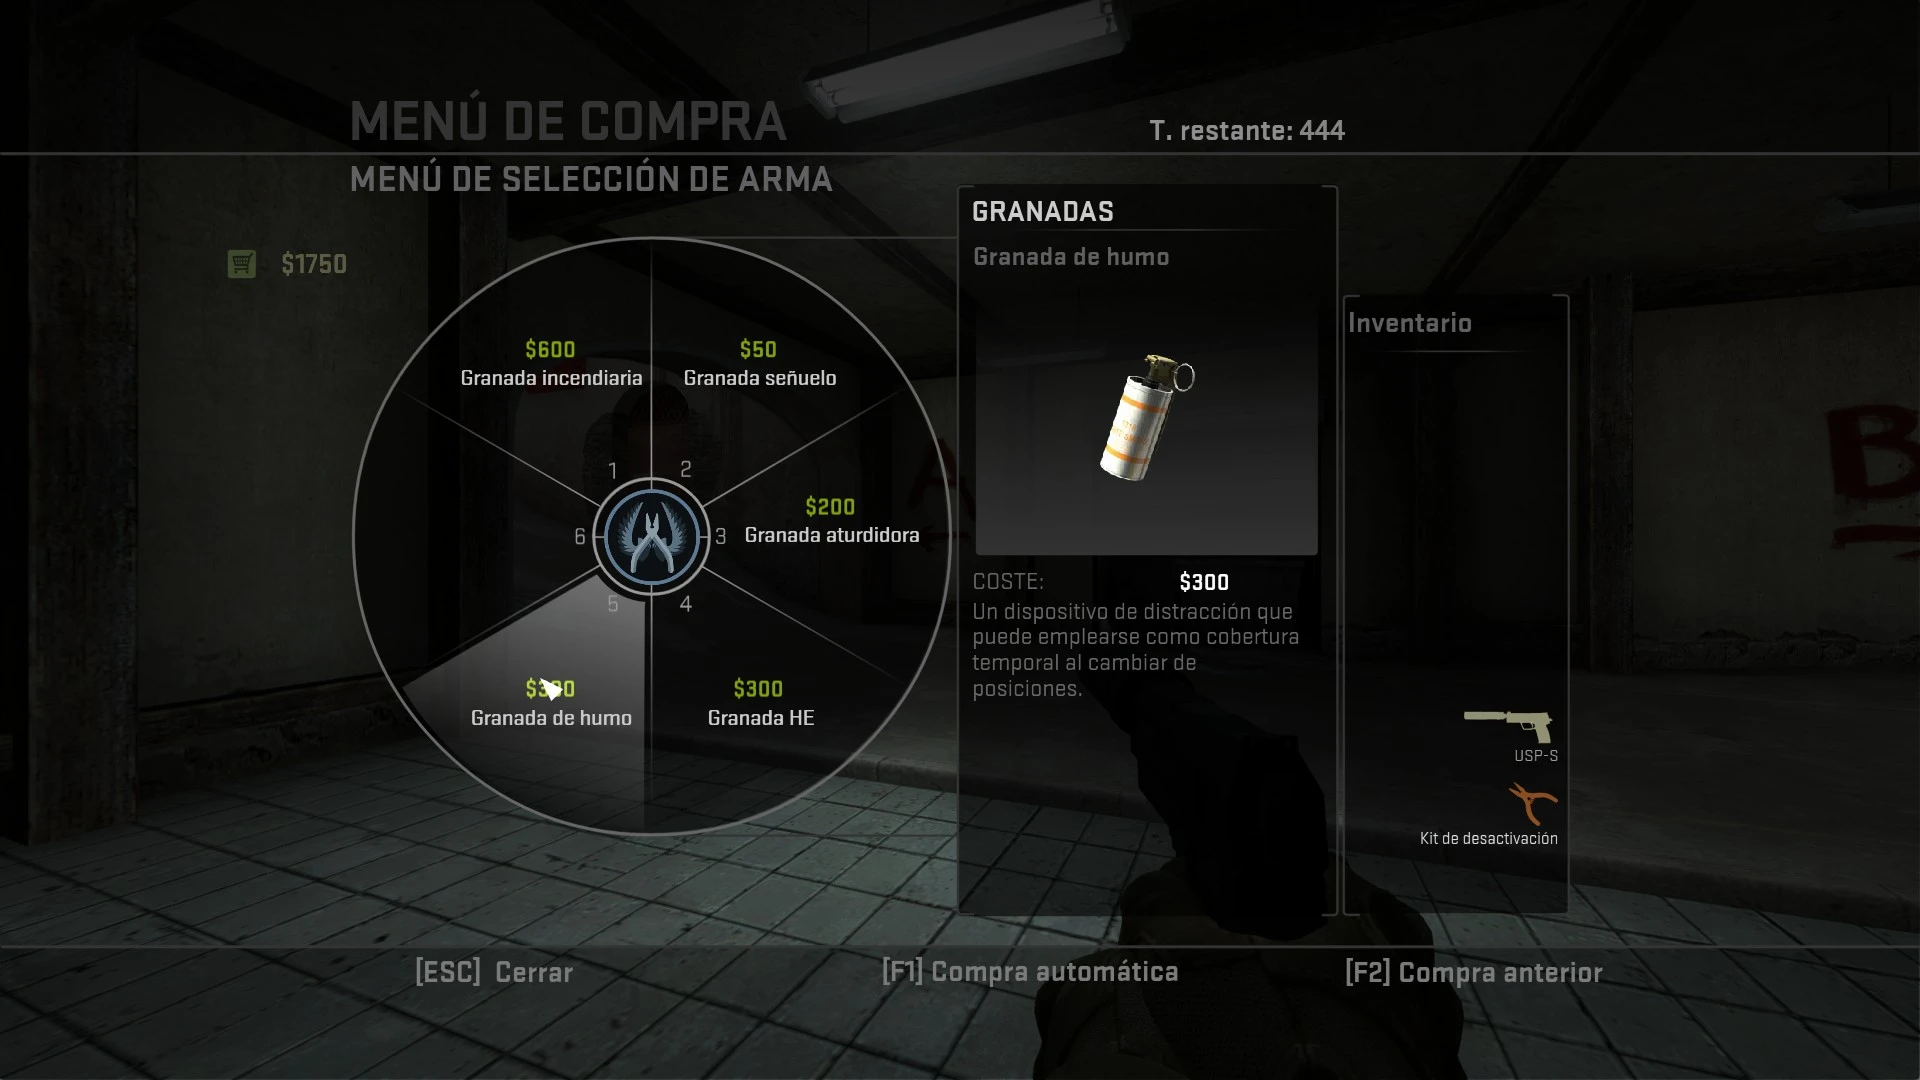 MENÚ DE COMPRA
T. restante: 444
MENÚ DE SELECCIÓN DE ARMA
$1750
$600
Granada incendiaria
$50
Granada señuelo
$200
Granada aturdidora
$300
Granada HE
$300
Granada de humo
1
2
3
4
5
6
GRANADAS
Granada de humo
COSTE: $300
Un dispositivo de distracción que
puede emplearse como cobertura
temporal al cambiar de
posiciones.
Inventario
USP-S
Kit de desactivación
A
B
[ESC] Cerrar
[F1] Compra automática
[F2] Compra anterior